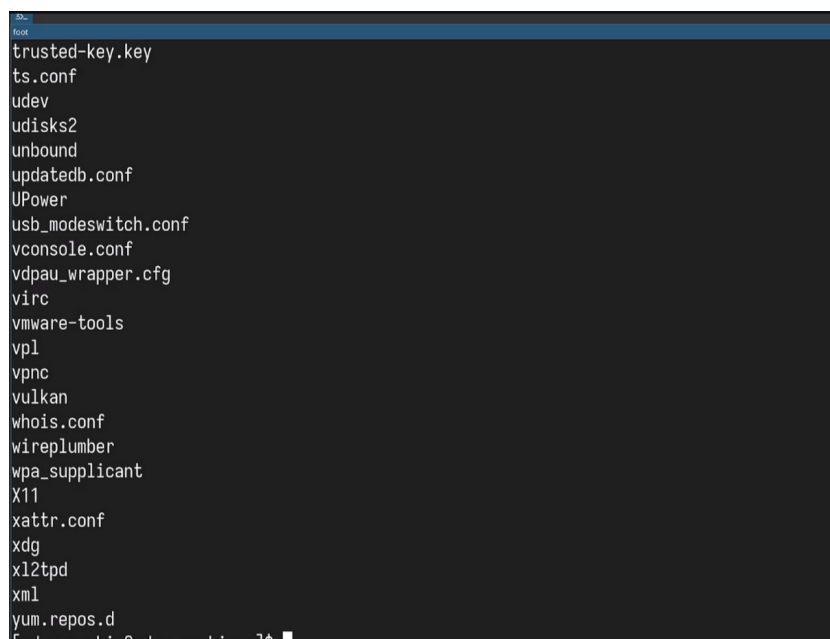 foot
trusted-key.key
ts.conf
udev
udisks2
unbound
updatedb.conf
UPower
usb_modeswitch.conf
vconsole.conf
vdpau_wrapper.cfg
virc
vmware-tools
vpl
vpnc
vulkan
whois.conf
wireplumber
wpa_supplicant
X11
xattr.conf
xdg
xl2tpd
xml
yum.repos.d